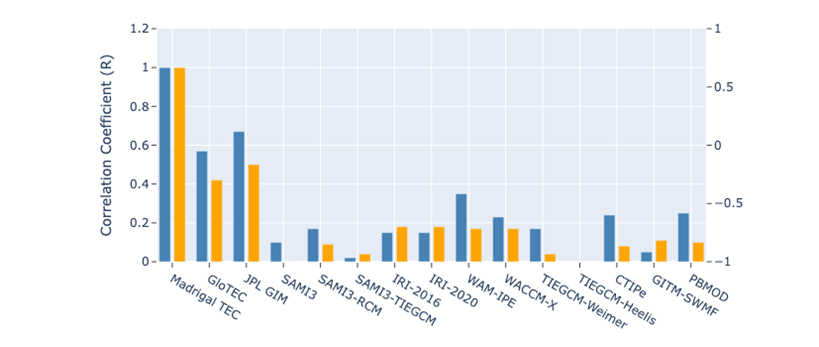 Correlation Coefficient (R)
1.2
1
0.8
0.6
0.4
0.2
0
1
0.5
0
−0.5
−1
Madrigal TEC
GloTEC
JPL GIM
SAMI3
SAMI3-RCM
SAMI3-TIEGCM
IRI-2016
IRI-2020
WAM-IPE
WACCM-X
TIEGCM-Weimer
TIEGCM-Heelis
CTIPe
GITM-SWMF
PBMOD